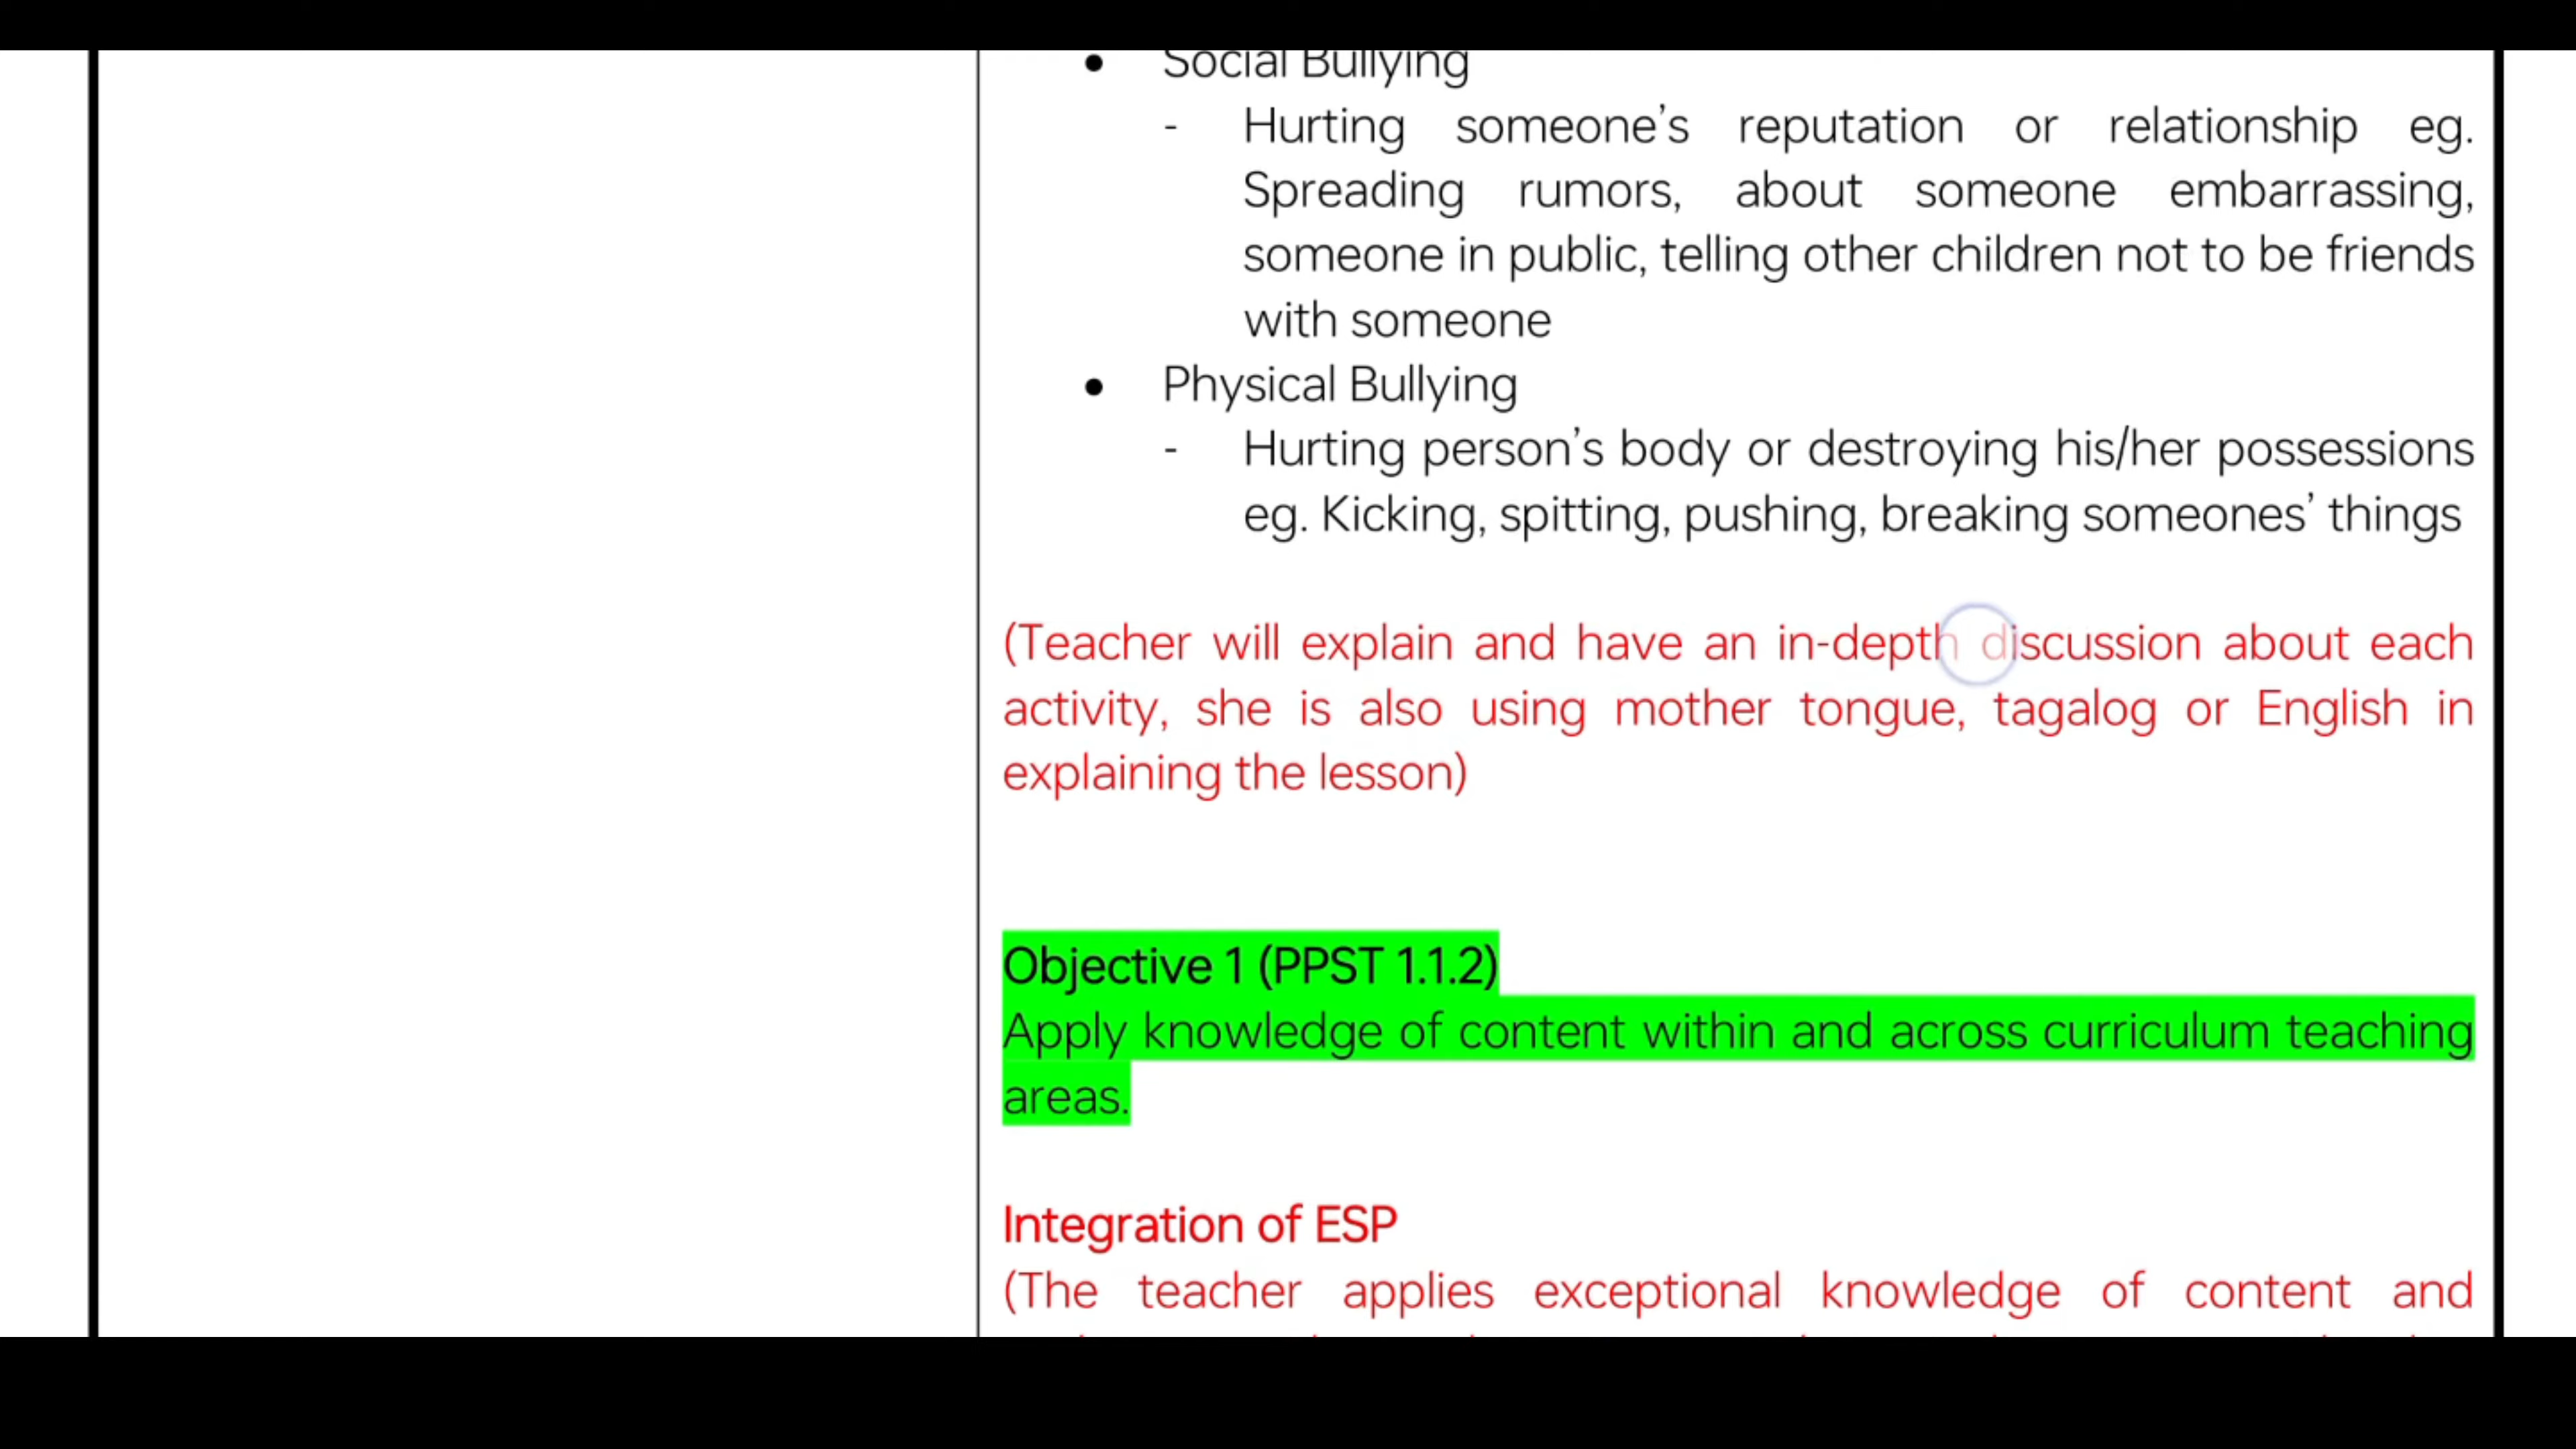 • Social Bullying
- Hurting someone’s reputation or relationship eg.
Spreading rumors, about someone embarrassing,
someone in public, telling other children not to be friends
with someone
• Physical Bullying
- Hurting person’s body or destroying his/her possessions
eg. Kicking, spitting, pushing, breaking someones’ things
(Teacher will explain and have an in-depth discussion about each
activity, she is also using mother tongue, tagalog or English in
explaining the lesson)
Objective 1 (PPST 1.1.2)
Apply knowledge of content within and across curriculum teaching
areas.
Integration of ESP
(The teacher applies exceptional knowledge of content and